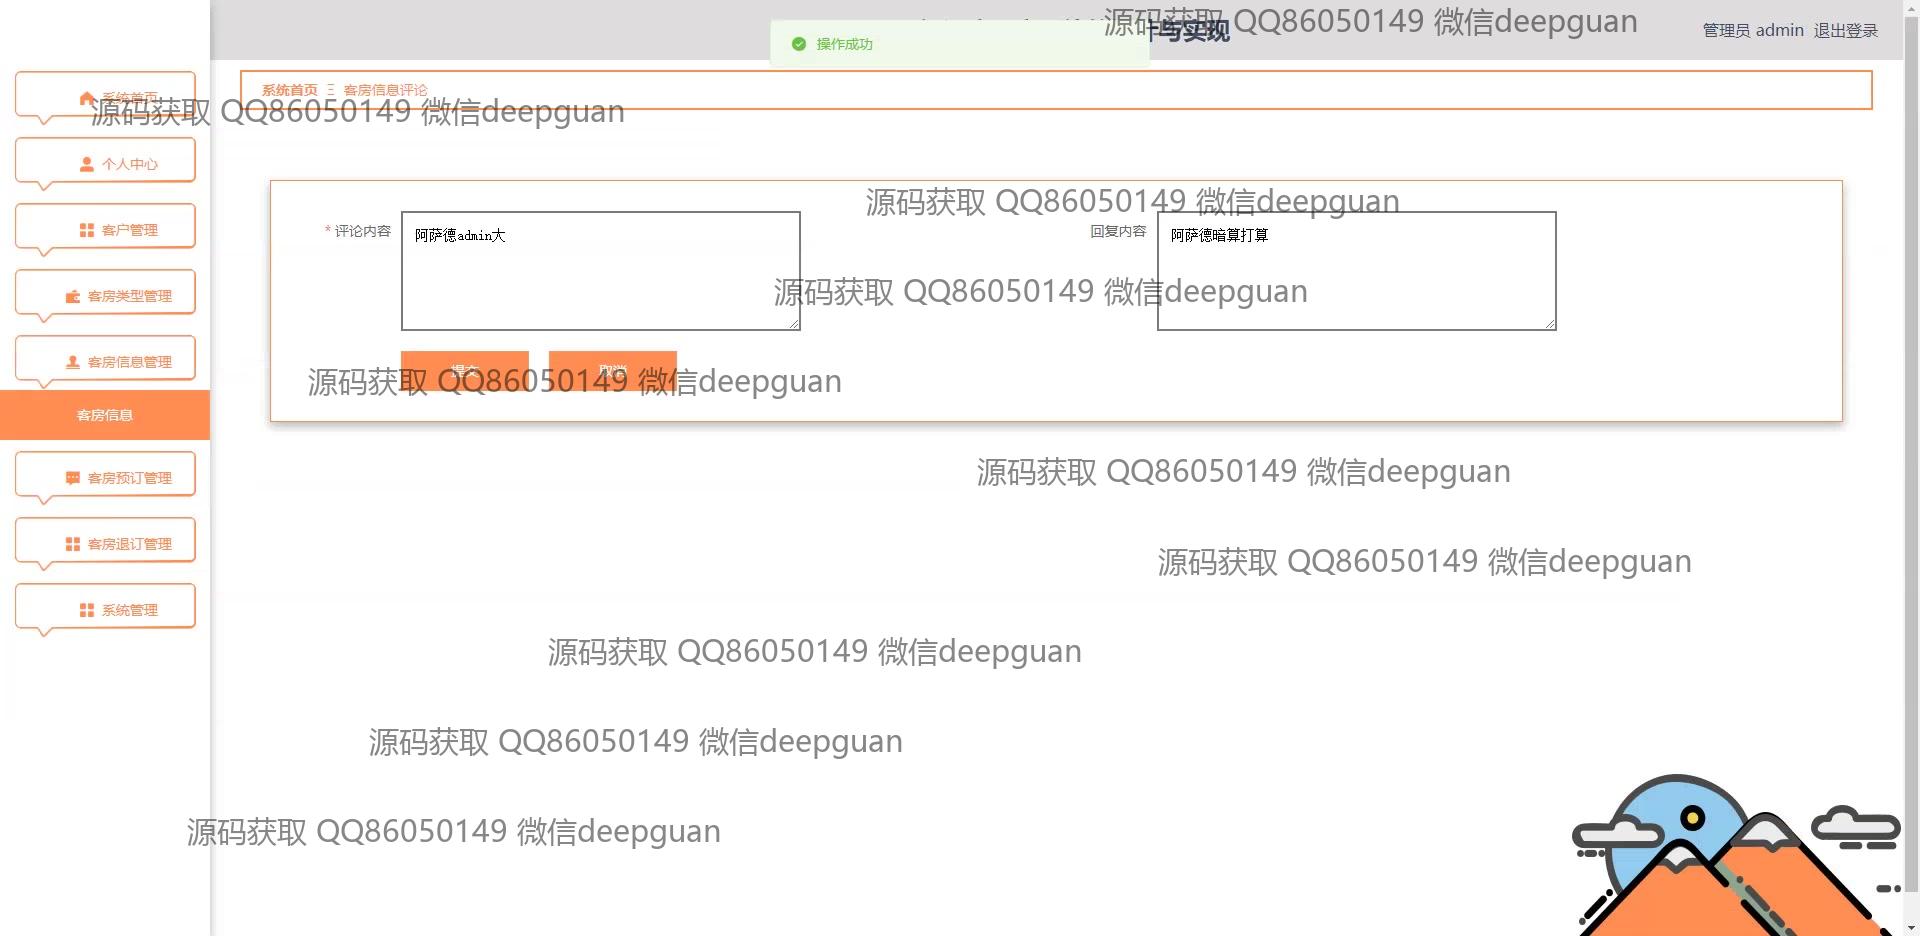 与实现
源码获取 QQ86050149 微信deepguan
管理员 admin 退出登录
操作成功
系统首页
系统首页 Ξ 客房信息评论
源码获取 QQ86050149 微信deepguan
个人中心
源码获取 QQ86050149 微信deepguan
客户管理
* 评论内容 阿萨德admin大
回复内容 阿萨德暗算打算
客房类型管理
源码获取 QQ86050149 微信deepguan
客房信息管理
提交 取消
源码获取 QQ86050149 微信deepguan
客房信息
客房预订管理
源码获取 QQ86050149 微信deepguan
客房退订管理
源码获取 QQ86050149 微信deepguan
系统管理
源码获取 QQ86050149 微信deepguan
源码获取 QQ86050149 微信deepguan
源码获取 QQ86050149 微信deepguan